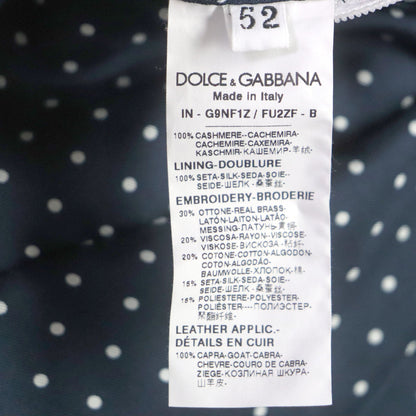 52
DOLCE & GABBANA
Made in Italy
IN - G9NF1Z / FU2ZF - B
100% CASHMERE--CACHEMIRA-
CACHEMIRE-CAXEMIRA-
KASCHMIR-КАШЕМИР-羊绒
LINING-DOUBLURE
100% SETA-SILK-SEDA-SOIE--
SEIDE-ШЕЛК -桑蚕丝-
EMBROIDERY-BRODERIE
30% OTTONE-REAL BRASS-
LATÓN-LAITON-LATÃO-
MESSING-ЛАТУНЬ
20% VISCOSA-RAYON--VISCOSE-
VISKOSE-ВИСКОЗА -粘纤-
20% COTONE-COTTON-ALGODON-
COTON-ALGODÃO-
BAUMWOLLE-ХЛОПОК-棉-
15% SETA-SILK-SEDA-SOIE--
SEIDE-ШЕЛК -桑蚕丝-
15% POLIESTERE-POLYESTER-
POLIÉSTER----ПОЛИЭСТЕР-
聚酯纤维-
LEATHER APPLIC.-
DÉTAILS EN CUIR
100% CAPRA-GOAT-CABRA-
CHEVRE-COURO DE CABRA-
ZIEGE-КОЗЛИНАЯ ШКУРА-
山羊皮-